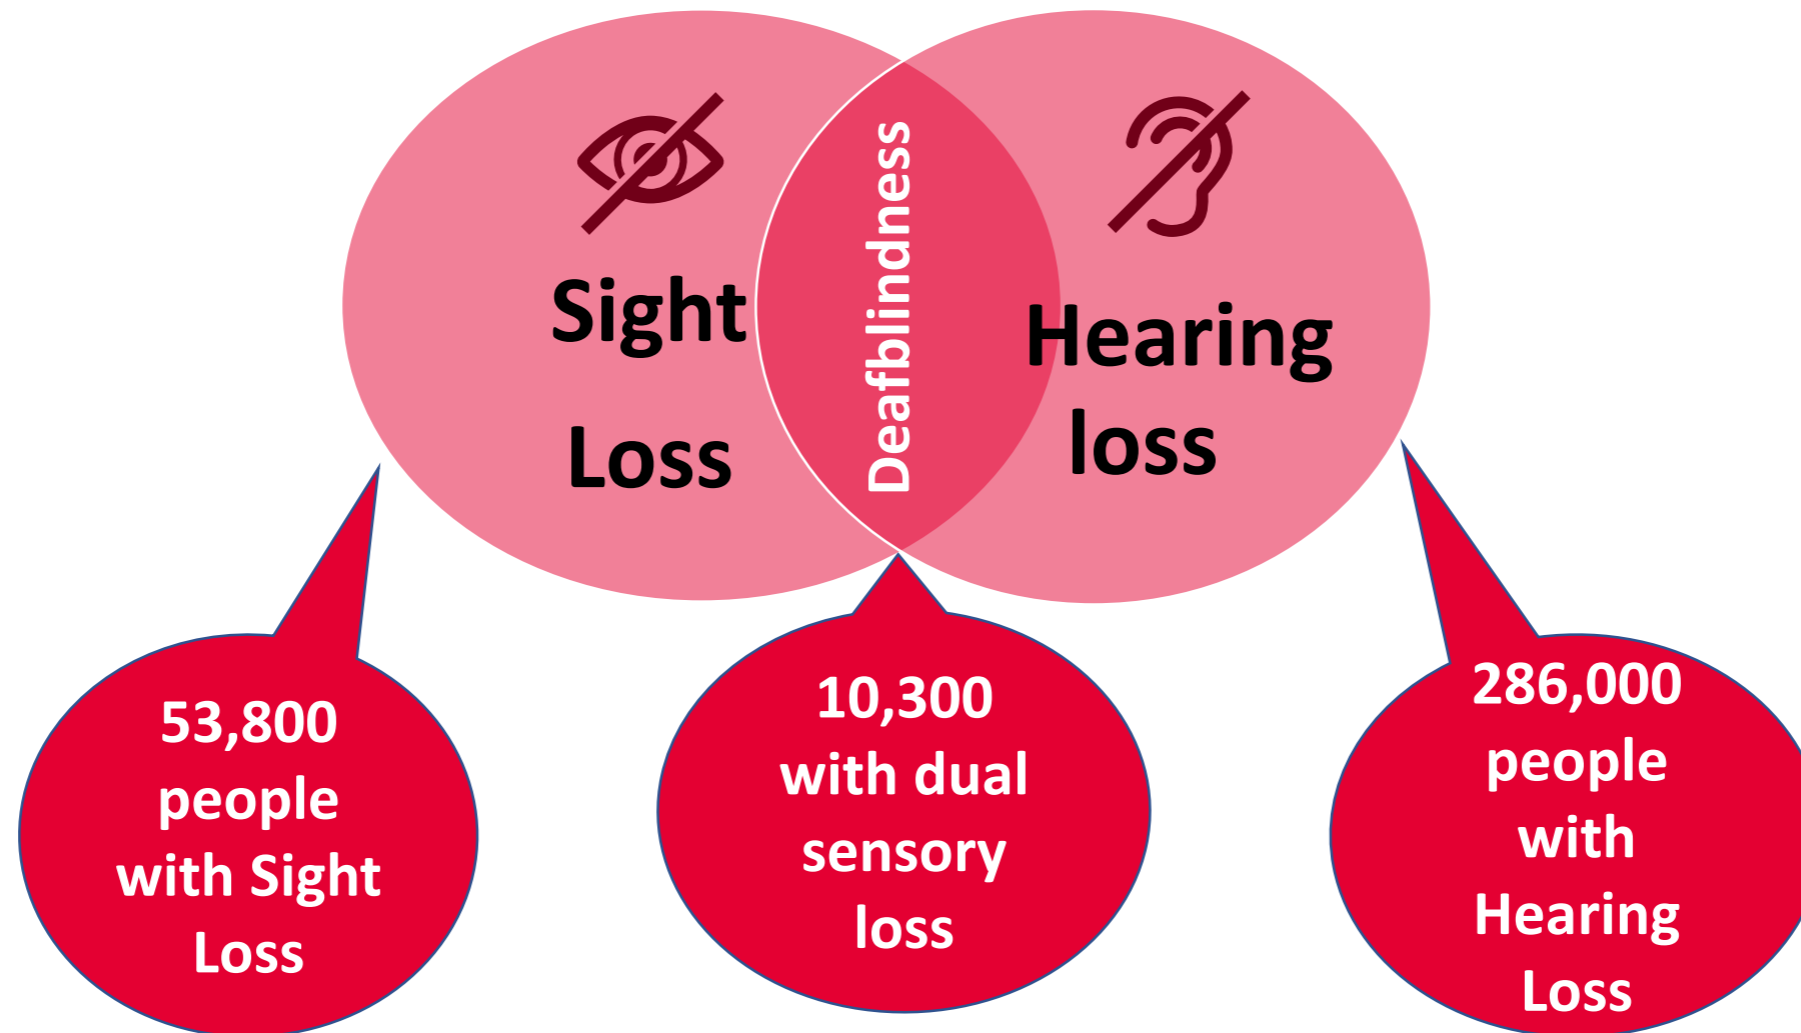 Sight
Loss
Deafblindness
Hearing
loss
53,800
people
with Sight
Loss
10,300
with dual
sensory
loss
286,000
people
with
Hearing
Loss